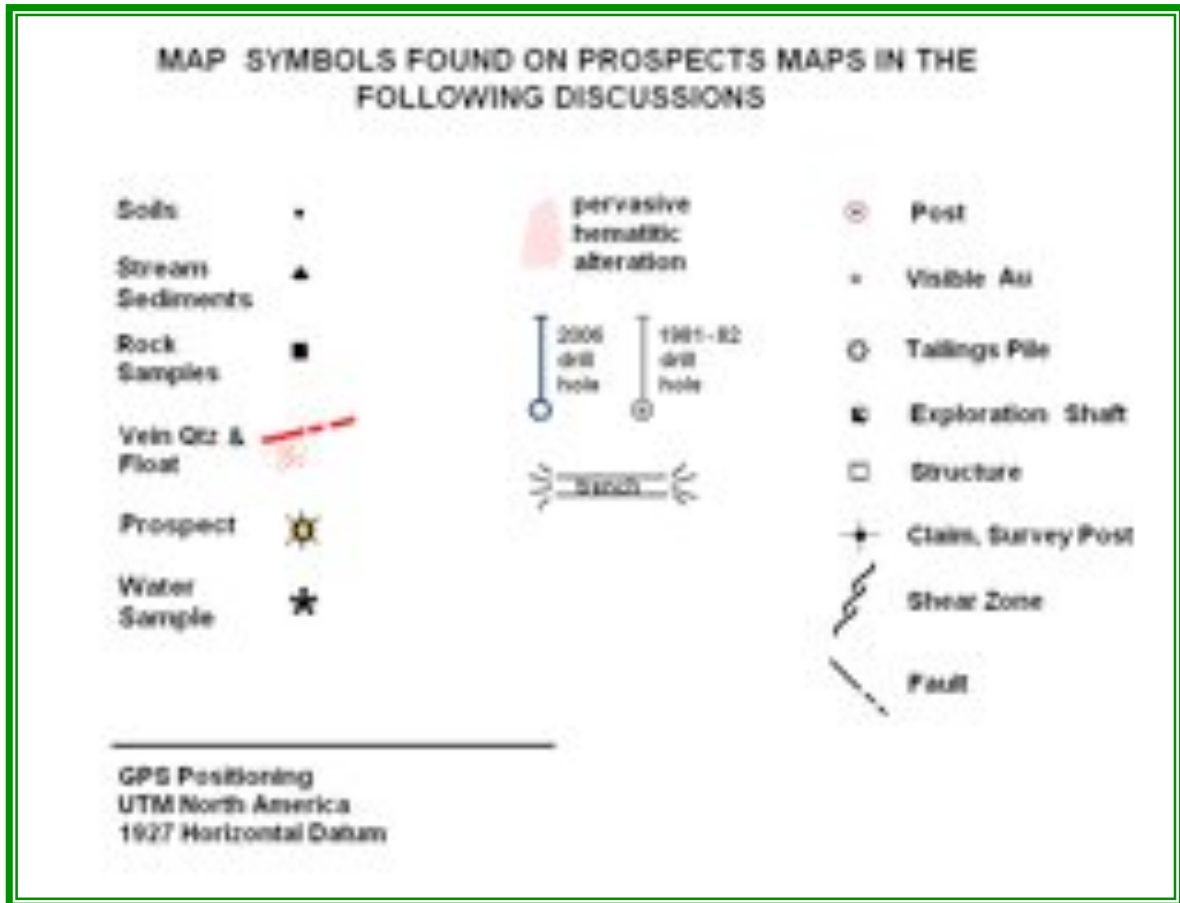 MAP SYMBOLS FOUND ON PROSPECTS MAPS IN THE
FOLLOWING DISCUSSIONS
Soils
Stream
Sediments
Rock
Samples
Vein Qtz &
Float
Prospect
Water
Sample
pervasive
hematitic
alteration
2006
drill
hole
1981-82
drill
hole
trench
Post
Visible Au
Tailings Pile
Exploration Shaft
Structure
Claim, Survey Post
Shear Zone
Fault
GPS Positioning
UTM North America
1927 Horizontal Datum